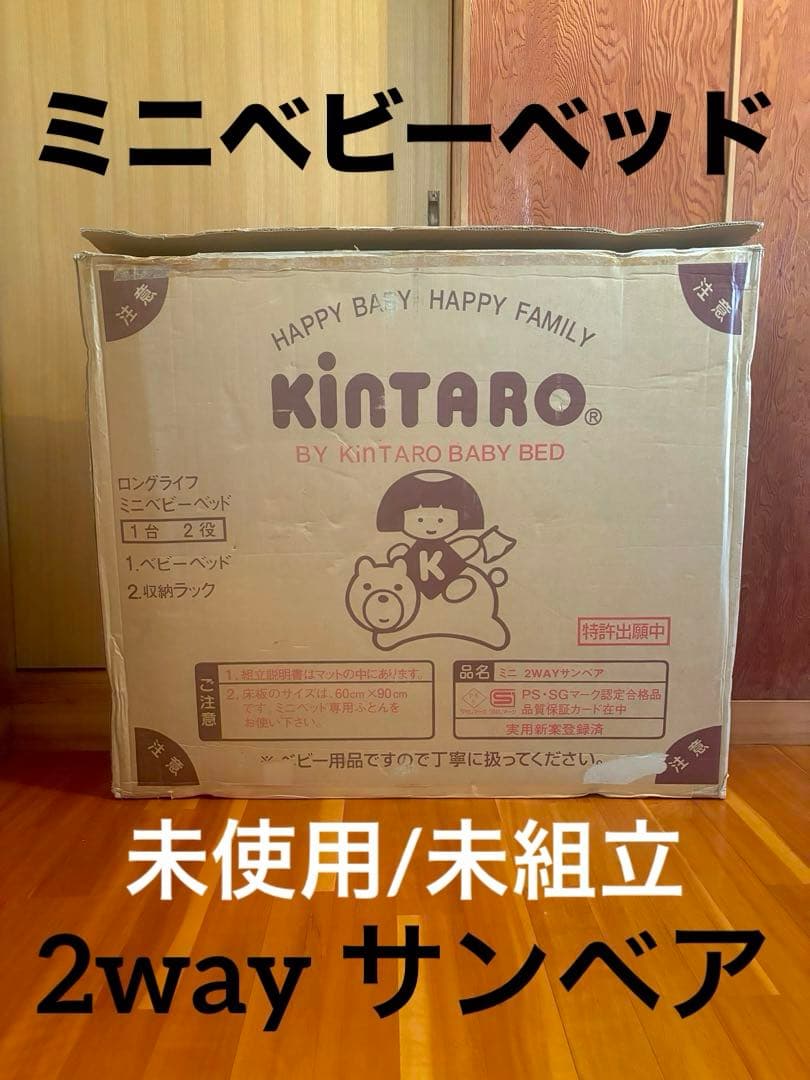 ミニベビーベッド
注意
注意
HAPPY BABY HAPPY FAMILY
KinTARO®
BY KinTARO BABY BED
ロングライフ
ミニベビーベッド
1台 2役
1.ベビーベッド
2.収納ラック
K
特許出願中
ご注意
1. 組立説明書はマットの中にあります。
2. 床板のサイズは、60cm×90cm
です。ミニベッド専用ふとんを
お使い下さい。
品名 ミニ 2WAYサンベア
PS・SGマーク認定合格品
品質保証カード在中
実用新案登録済
注意
注意
※ベビー用品ですので丁寧に扱ってください。
未使用/未組立
2way サンベア